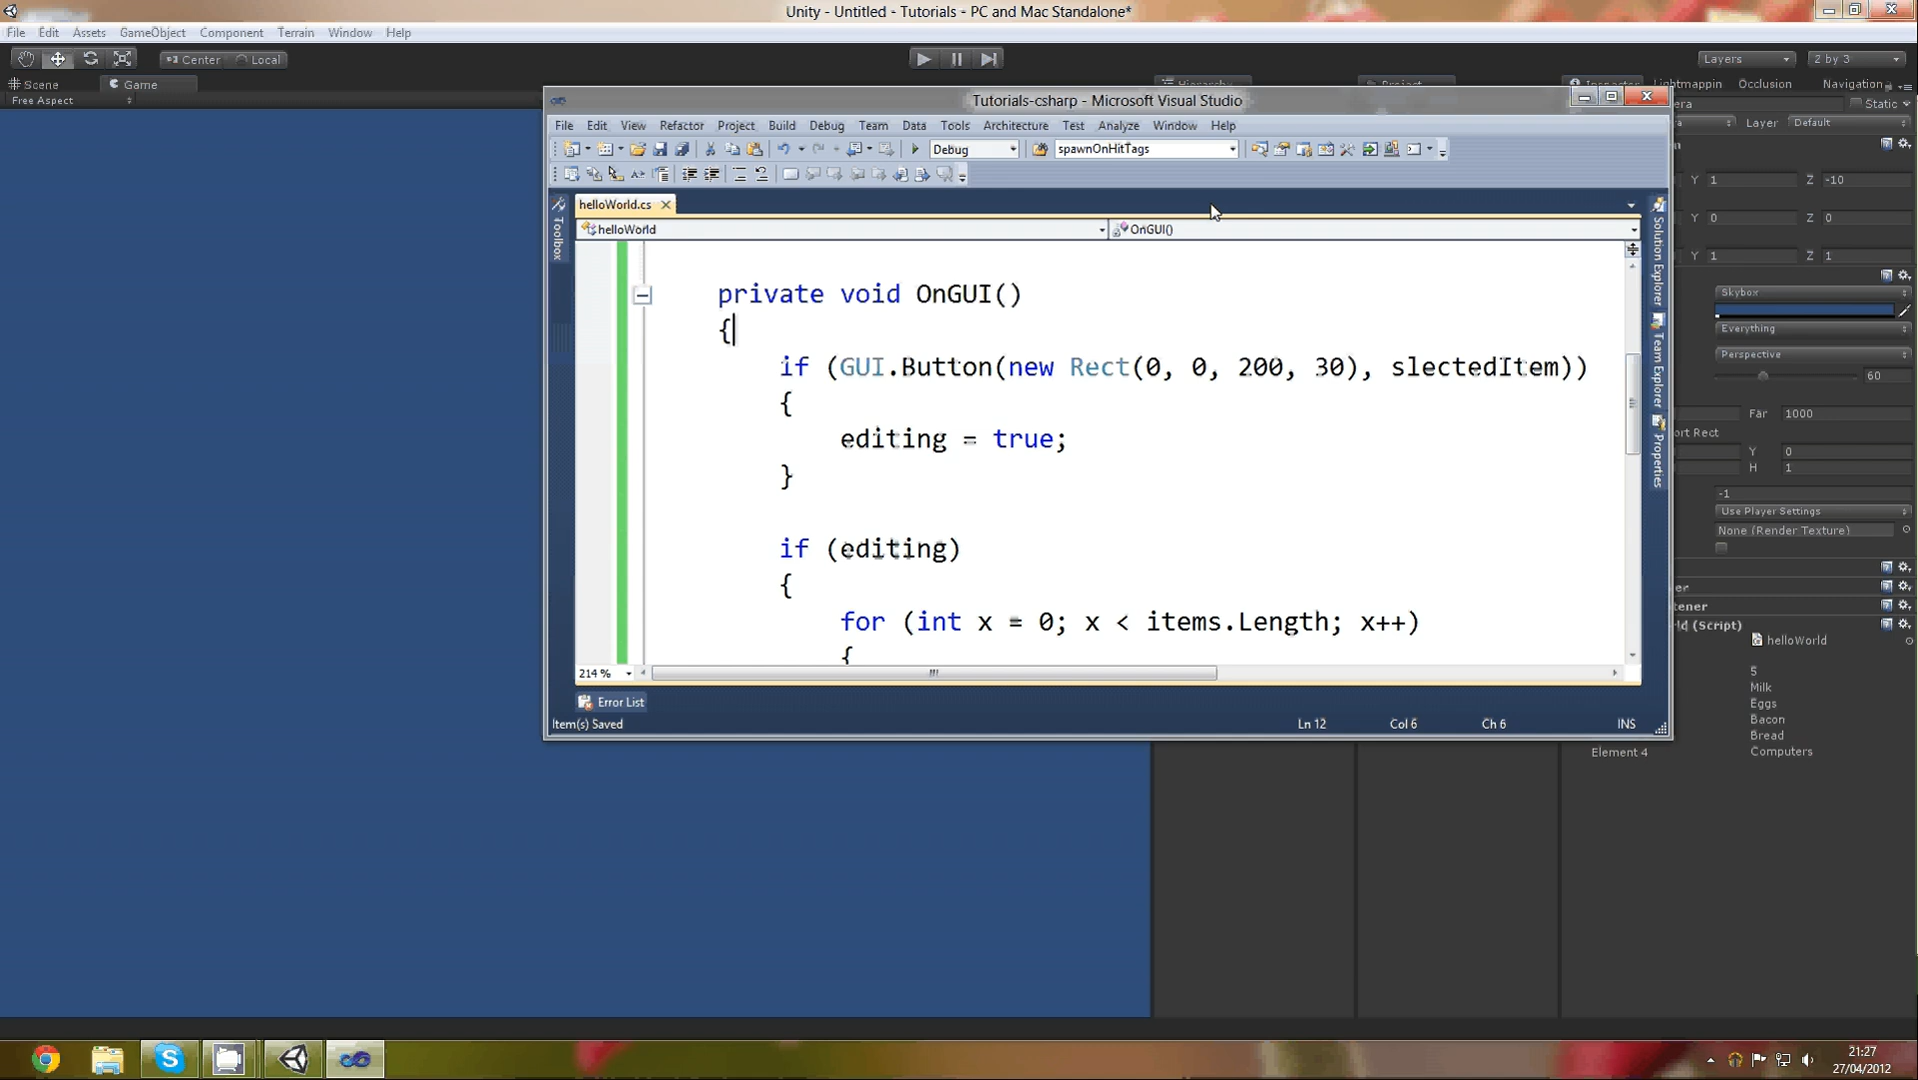 Unity - Untitled - Tutorials - PC and Mac Standalone*
File Edit Assets GameObject Component Terrain Window Help
Center Local Layers 2 by 3
Scene Game Hierarchy Project Inspector Lightmappin Occlusion Navigation
Free Aspect era Static
Tutorials-csharp - Microsoft Visual Studio
Layer Default
File Edit View Refactor Project Build Debug Team Data Tools Architecture Test Analyze Window Help
Debug spawnOnHitTags
Y 1 Z -10
helloWorld.cs
Toolbox
helloWorld OnGUI()
Y 0 Z 0
Y 1 Z 1
Solution Explorer
Team Explorer
Properties
private void OnGUI()
{
if (GUI.Button(new Rect(0, 0, 200, 30), slectedItem))
{
editing = true;
}
if (editing)
{
for (int x = 0; x < items.Length; x++)
{
214 %
Error List
Item(s) Saved Ln 12 Col 6 Ch 6 INS
Skybox
Everything
Perspective
60
Far 1000
ort Rect
Y 0
H 1
-1
Use Player Settings
None (Render Texture)
er
tener
ld (Script)
helloWorld
5
Milk
Eggs
Bacon
Bread
Element 4 Computers
21:27
27/04/2012